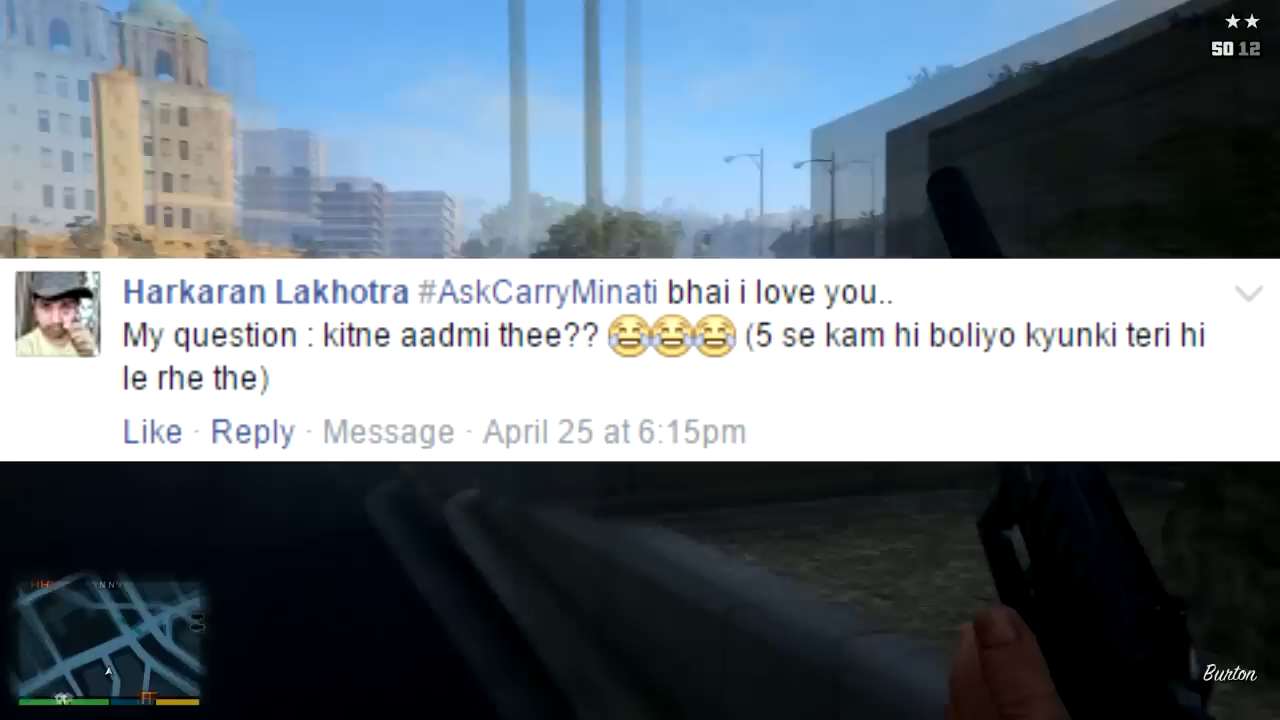 ★★
50 12
Harkaran Lakhotra #AskCarryMinati bhai i love you..
My question : kitne aadmi thee?? 😂😂😂 (5 se kam hi boliyo kyunki teri hi
le rhe the)
Like · Reply · Message · April 25 at 6:15pm
Burton